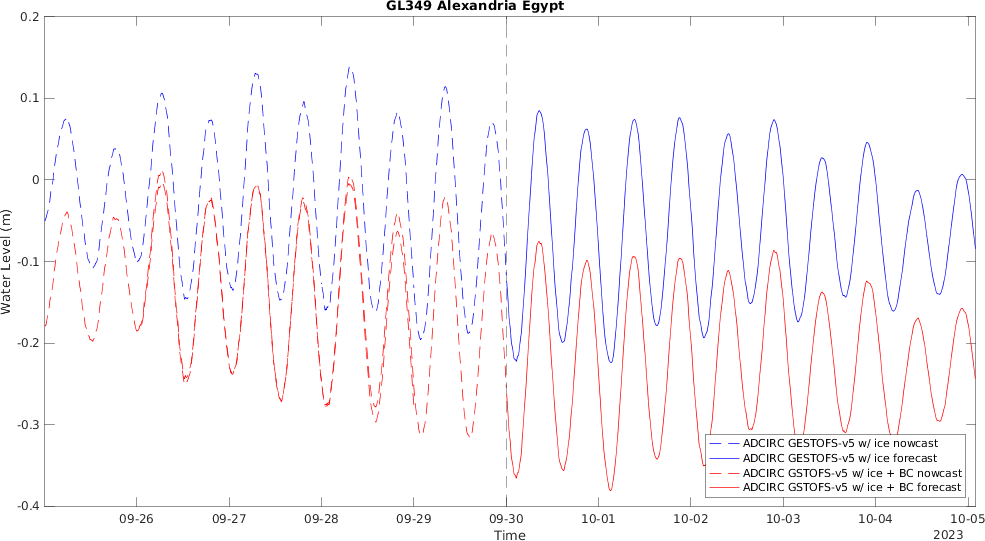 GL349 Alexandria Egypt
0.2
0.1
0
-0.1
-0.2
-0.3
-0.4
Water Level (m)
ADCIRC GESTOFS-v5 w/ ice nowcast
ADCIRC GESTOFS-v5 w/ ice forecast
ADCIRC GSTOFS-v5 w/ ice + BC nowcast
ADCIRC GSTOFS-v5 w/ ice + BC forecast
09-26 09-27 09-28 09-29 09-30 10-01 10-02 10-03 10-04 10-05
Time
2023